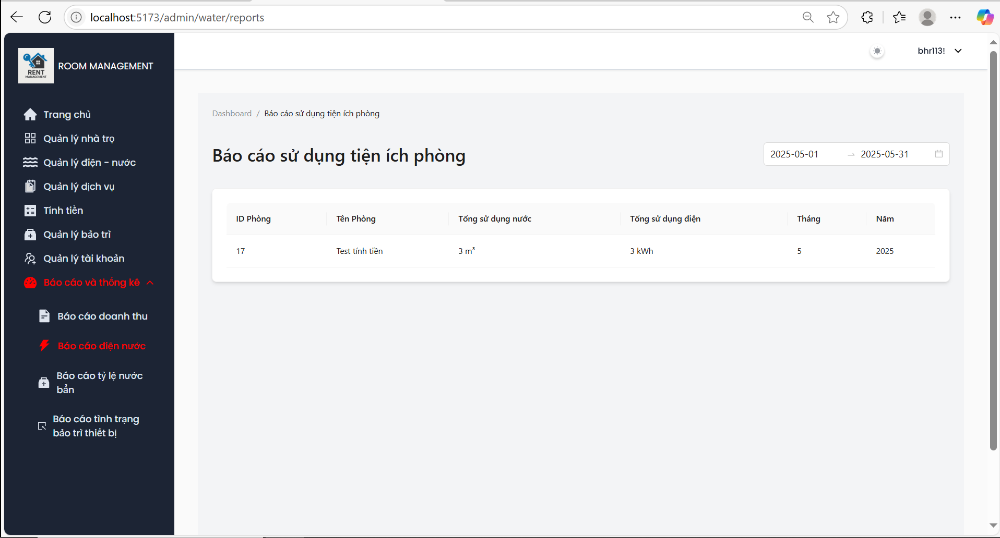 localhost:5173/admin/water/reports
RENT
MANAGEMENT
ROOM MANAGEMENT
bhr113!
Trang chủ
Quản lý nhà trọ
Quản lý điện - nước
Quản lý dịch vụ
Tính tiền
Quản lý bảo trì
Quản lý tài khoản
Báo cáo và thống kê
Báo cáo doanh thu
Báo cáo điện nước
Báo cáo tỷ lệ nước
bẩn
Báo cáo tình trạng
bảo trì thiết bị
Dashboard / Báo cáo sử dụng tiện ích phòng
Báo cáo sử dụng tiện ích phòng
2025-05-01 → 2025-05-31
ID Phòng Tên Phòng Tổng sử dụng nước Tổng sử dụng điện Tháng Năm
17 Test tính tiền 3 m³ 3 kWh 5 2025